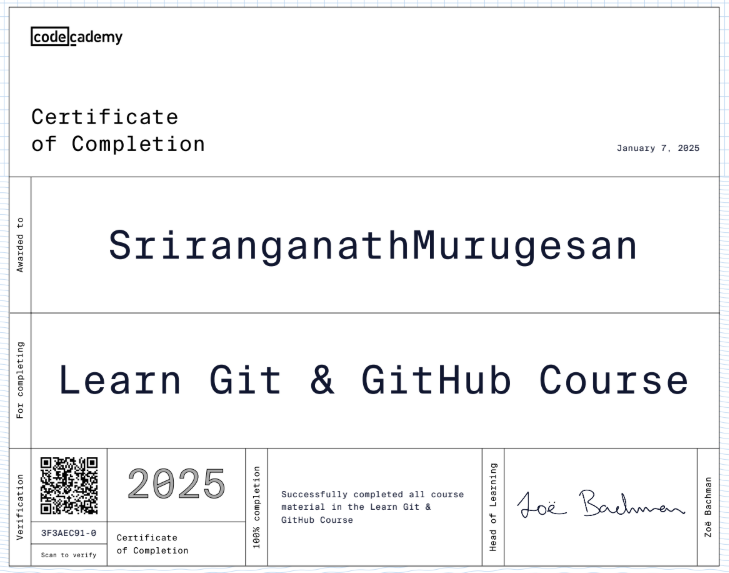 codecademy
Certificate
of Completion
January 7, 2025
Awarded to
SriranganathMurugesan
For completing
Learn Git & GitHub Course
Verification
3F3AEC91-0
Scan to verify
2025
Certificate
of Completion
100% completion
Successfully completed all course
material in the Learn Git &
GitHub Course
Head of Learning
Zoë Bachman
Zoë Bachman